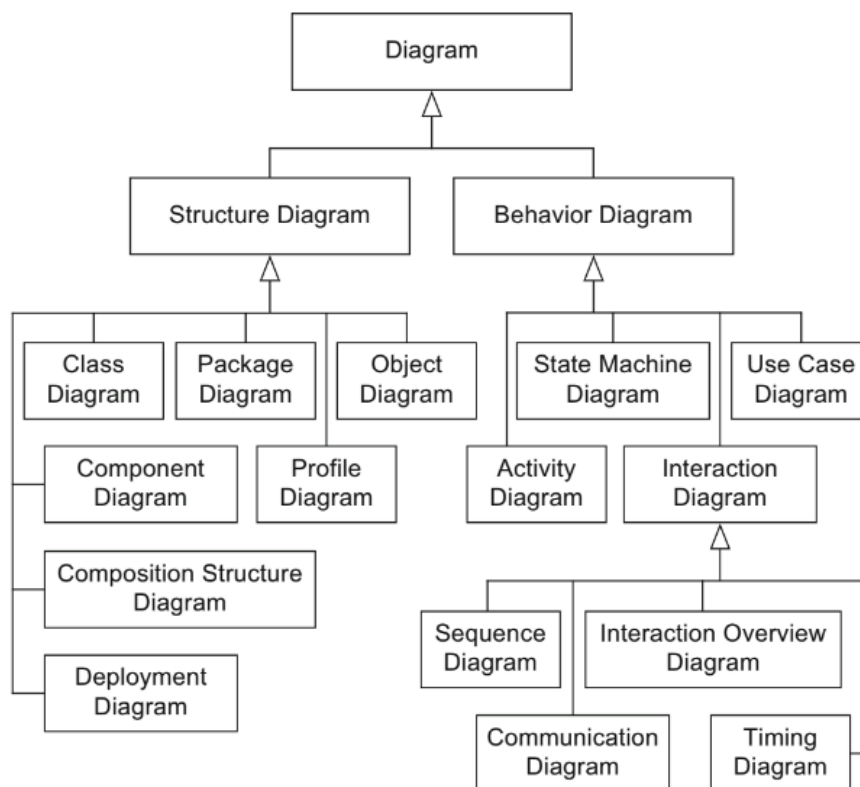 Diagram
Structure Diagram
Behavior Diagram
Class
Diagram
Package
Diagram
Object
Diagram
State Machine
Diagram
Use Case
Diagram
Component
Diagram
Profile
Diagram
Activity
Diagram
Interaction
Diagram
Composition Structure
Diagram
Sequence
Diagram
Interaction Overview
Diagram
Deployment
Diagram
Communication
Diagram
Timing
Diagram